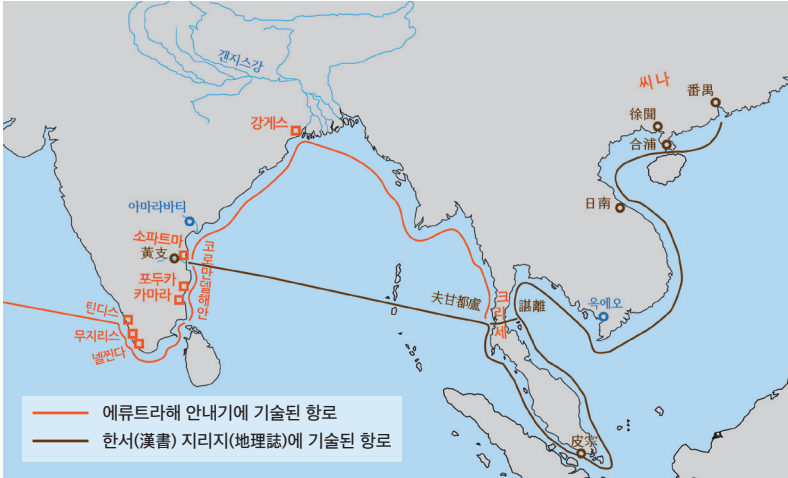 갠지스강
씨 나
番禺
徐聞
合浦
강게스
日南
아마라바티
소파트마
黃支
코로만델해안
포두카
카마라
夫甘都盧
크리세
諶離
옥에오
틴디스
무지리스
넬찐다
皮宗
에류트라해 안내기에 기술된 항로
한서(漢書) 지리지(地理誌)에 기술된 항로